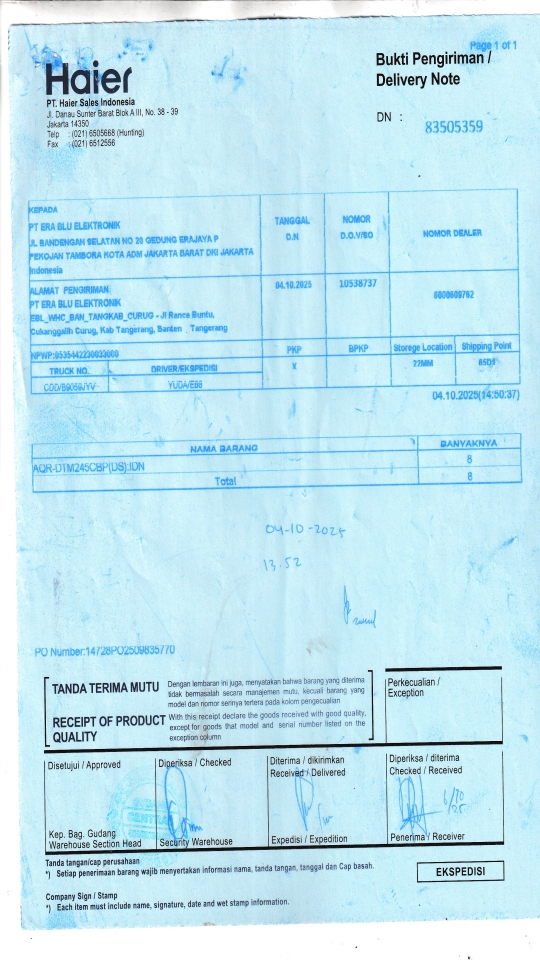 Page 1 of 1
Haier
Bukti Pengiriman /
Delivery Note
PT. Haier Sales Indonesia
Jl. Danau Sunter Barat Blok A III, No. 38 - 39
Jakarta 14350
Telp : (021) 6505668 (Hunting)
Fax : (021) 6512556
DN : 83505359
KEPADA
PT ERA BLU ELEKTRONIK
JL BANDENGAN SELATAN NO 20 GEDUNG ERAJAYA P
PEKOJAN TAMBORA KOTA ADM JAKARTA BARAT DKI JAKARTA
Indonesia
TANGGAL D.N
NOMOR D.O.V/SO
NOMOR DEALER
ALAMAT PENGIRIMAN
PT ERA BLU ELEKTRONIK
EBL_WHC_BAN_TANGKAB_CURUG - Jl Rance Buntu,
Cukanggalih Curug, Kab Tangerang, Banten Tangerang
04.10.2025
10538737
NPWP:
PKP BPKP Storege Location Shipping Point
TRUCK NO. DRIVER/EKSPEDISI X 22MM
YUDA/E68
04.10.2025(14:50:37)
NAMA BARANG BANYAKNYA
AQR-DTM245CBP(DS):IDN 8
Total 8
04-10-2025
13.52
PO Number:14728PO2509835770
TANDA TERIMA MUTU
Dengan lembaran ini juga, menyatakan bahwa barang yang diterima
tidak bermasalah secara manajemen mutu, kecuali barang yang
model dan nomor serinya tertera pada kolom pengecualian
RECEIPT OF PRODUCT QUALITY
With this receipt declare the goods received with good quality,
except for goods that model and serial number listed on the
exception column
Perkecualian /
Exception
Disetujui / Approved
Diperiksa / Checked
Diterima / dikirimkan
Received / Delivered
Diperiksa / diterima
Checked / Received
6/10
25
Kep. Bag. Gudang
Warehouse Section Head
Security Warehouse
Expedisi / Expedition
Penerima / Receiver
Tanda tangan/cap perusahaan
*) Setiap penerimaan barang wajib menyertakan informasi nama, tanda tangan, tanggal dan Cap basah.
EKSPEDISI
Company Sign / Stamp
*) Each item must include name, signature, date and wet stamp information.